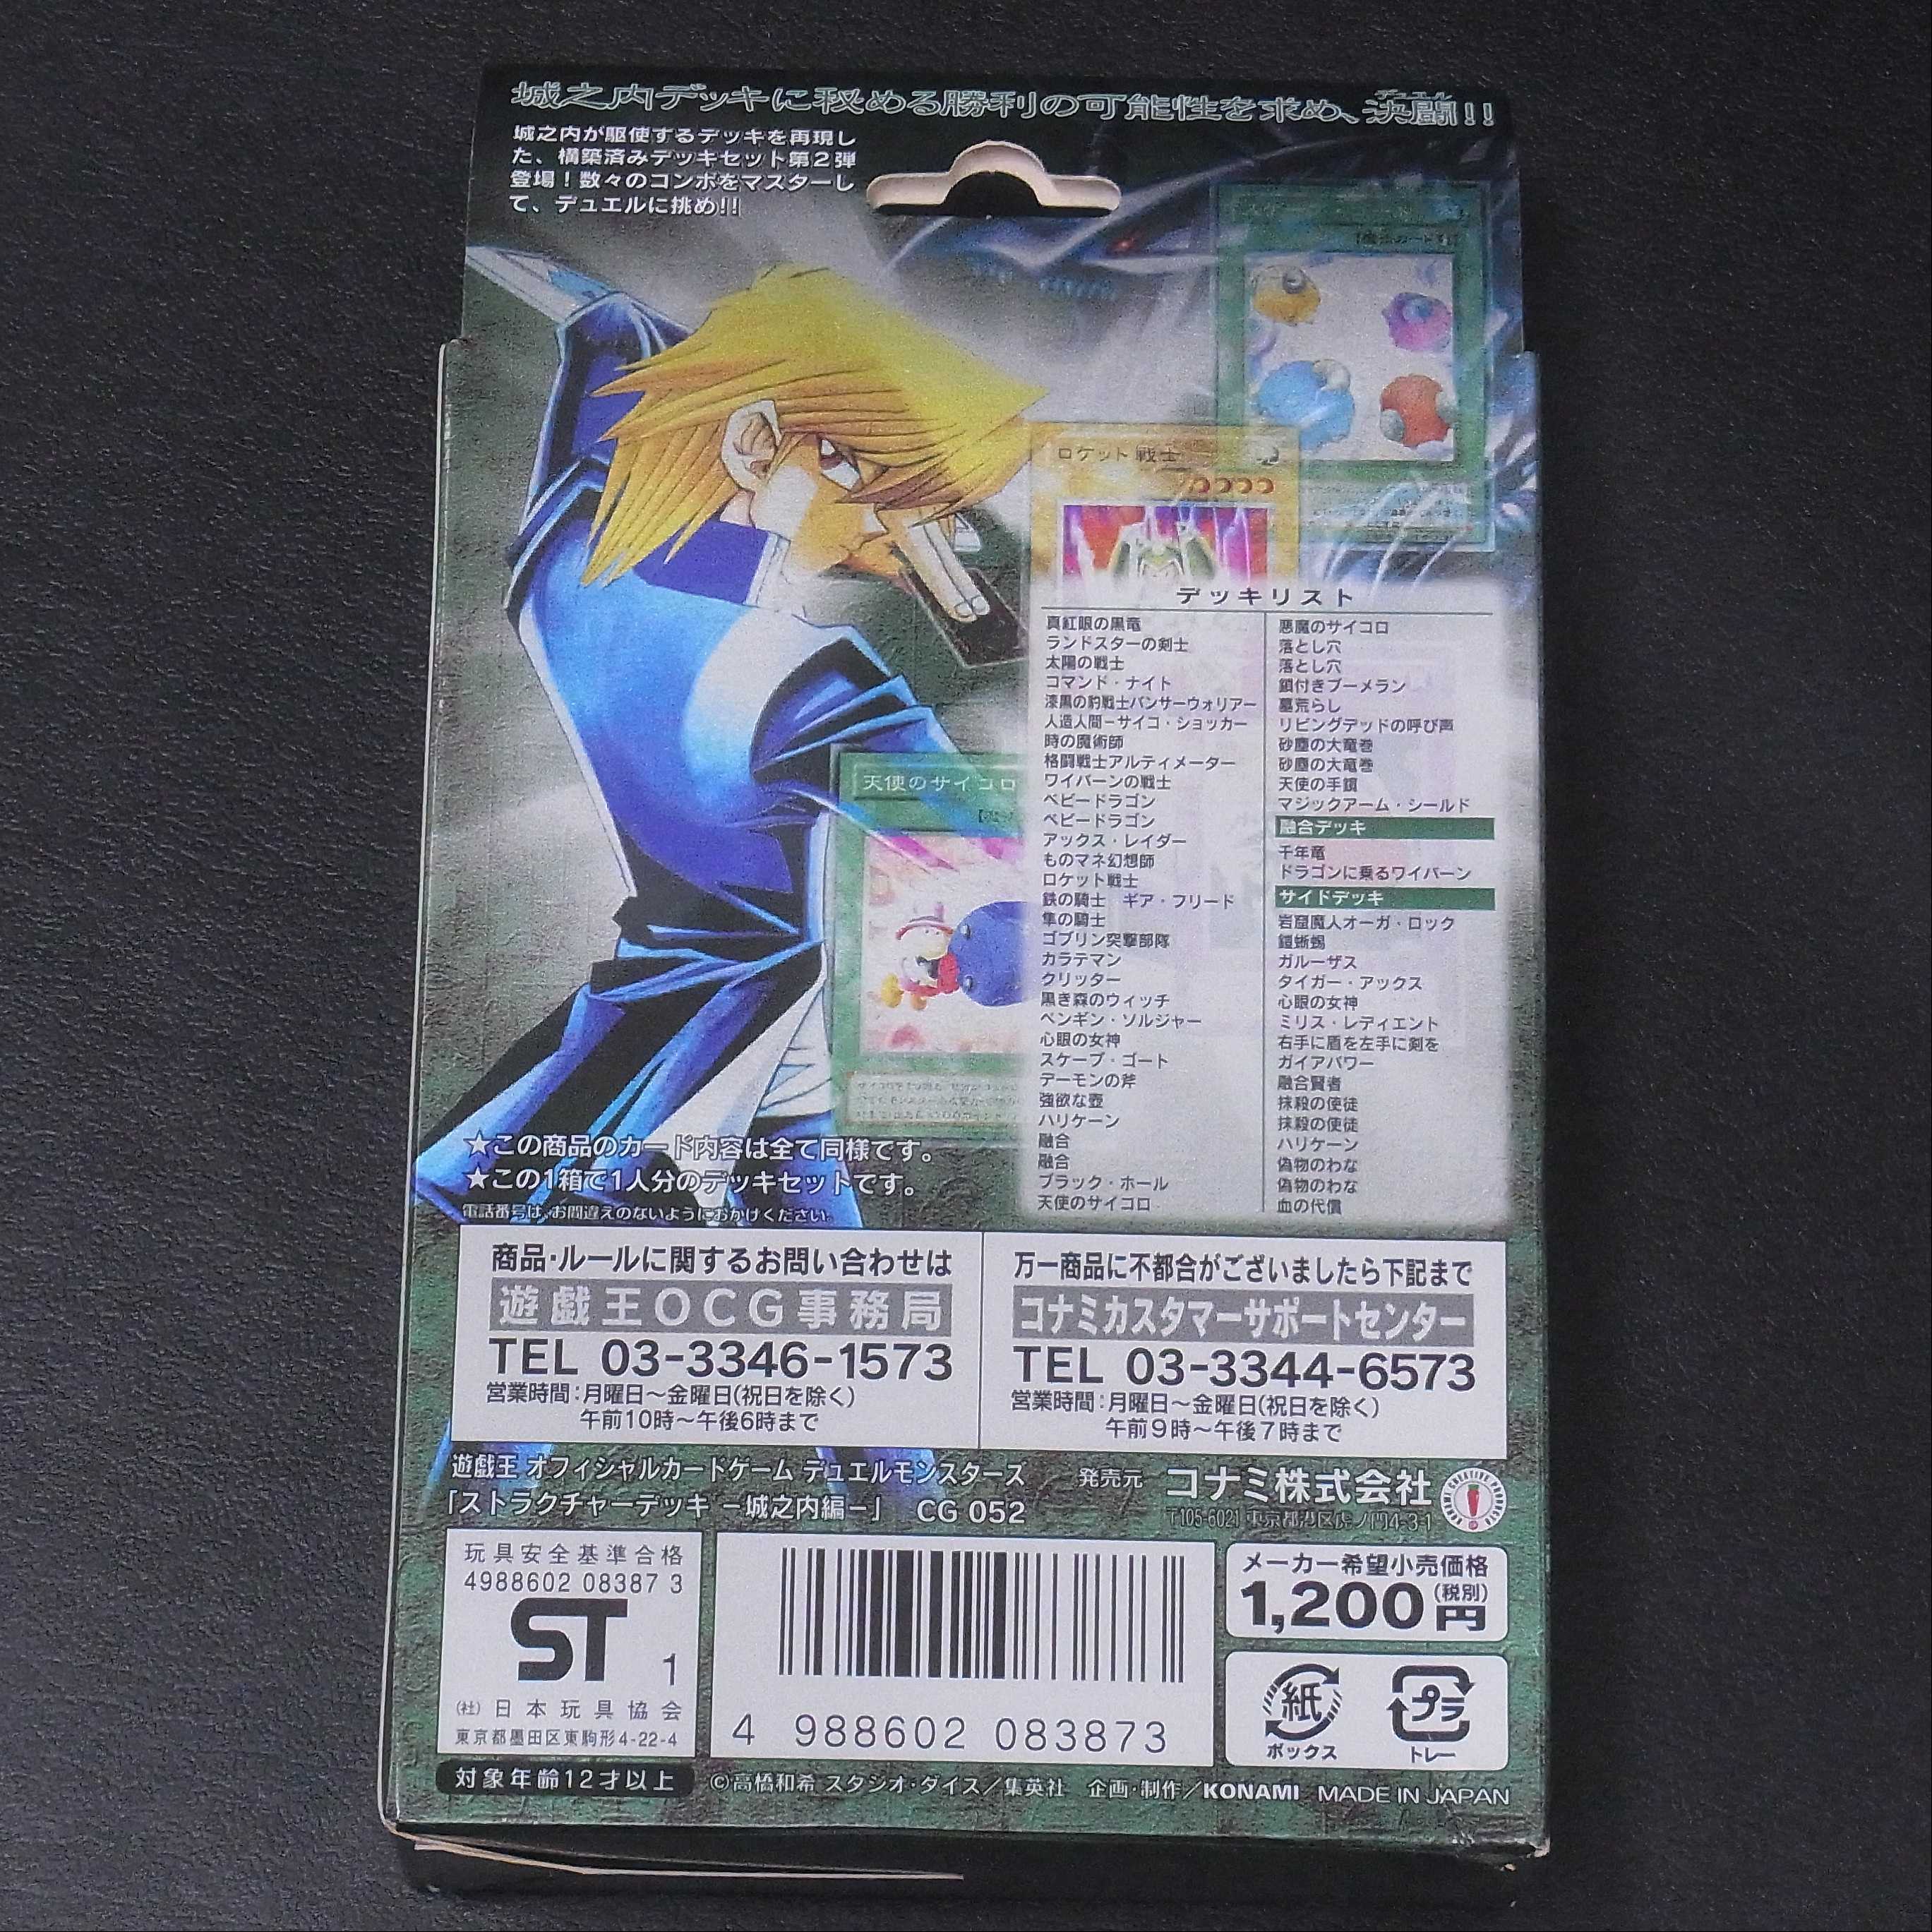 城之内デッキに秘める勝利の可能性を求め、決闘!!
デュエル
城之内が駆使するデッキを再現し
た、構築済みデッキセット第2弾
登場！数々のコンボをマスターし
て、デュエルに挑め!!
ロケット戦士
天使のサイコロ
デッキリスト
真紅眼の黒竜
ランドスターの剣士
太陽の戦士
コマンド・ナイト
漆黒の豹戦士パンサーウォリアー
人造人間－サイコ・ショッカー
時の魔術師
格闘戦士アルティメーター
ワイバーンの戦士
ベビードラゴン
ベビードラゴン
アックス・レイダー
ものマネ幻想師
ロケット戦士
鉄の騎士　ギア・フリード
隼の騎士
ゴブリン突撃部隊
カラテマン
クリッター
黒き森のウィッチ
ペンギン・ソルジャー
心眼の女神
スケープ・ゴート
デーモンの斧
強欲な壺
ハリケーン
融合
融合
ブラック・ホール
天使のサイコロ
悪魔のサイコロ
落とし穴
落とし穴
鎖付きブーメラン
墓荒らし
リビングデッドの呼び声
砂塵の大竜巻
砂塵の大竜巻
天使の手鏡
マジックアーム・シールド
融合デッキ
千年竜
ドラゴンに乗るワイバーン
サイドデッキ
岩窟魔人オーガ・ロック
鎧蜥蜴
ガルーザス
タイガー・アックス
心眼の女神
ミリス・レディエント
右手に盾を左手に剣を
ガイアパワー
融合賢者
抹殺の使徒
抹殺の使徒
ハリケーン
偽物のわな
偽物のわな
血の代償
★この商品のカード内容は全て同様です。
★この1箱で1人分のデッキセットです。
電話番号は、お間違えのないようにおかけください。
商品・ルールに関するお問い合わせは
遊戯王OCG事務局
TEL 03-3346-1573
営業時間：月曜日～金曜日(祝日を除く)
午前10時～午後6時まで
万一商品に不都合がございましたら下記まで
コナミカスタマーサポートセンター
TEL 03-3344-6573
営業時間：月曜日～金曜日(祝日を除く)
午前9時～午後7時まで
遊戯王 オフィシャルカードゲーム デュエルモンスターズ
「ストラクチャーデッキ －城之内編－」 CG 052
発売元 コナミ株式会社
〒105-6021 東京都港区虎ノ門4-3-1
玩具安全基準合格
4988602 08387 3
ST 1
(社) 日本玩具協会
東京都墨田区東駒形4-22-4
対象年齢12才以上
4 988602 083873
メーカー希望小売価格
1,200円(税別)
紙
ボックス
プラ
トレー
©高橋和希 スタジオ・ダイス／集英社 企画・制作／KONAMI MADE IN JAPAN